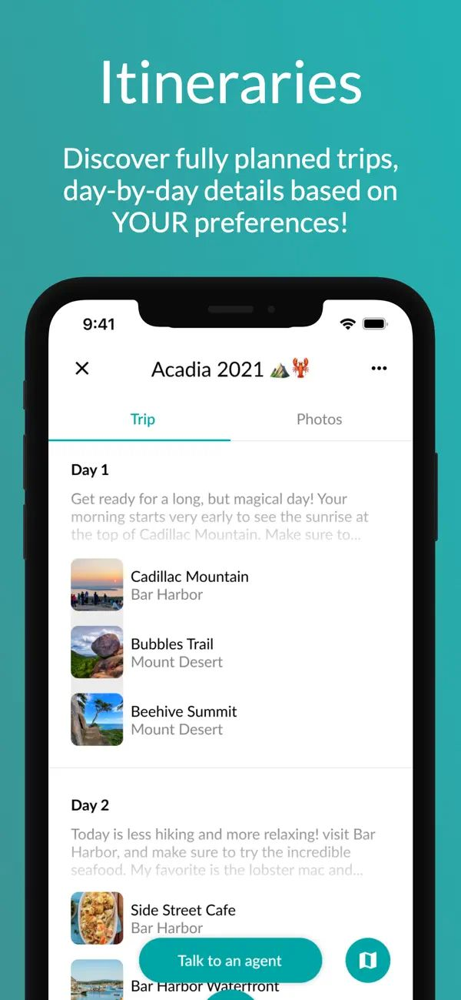 Itineraries
Discover fully planned trips,
day-by-day details based on
YOUR preferences!
9:41
Acadia 2021 ⛰️🦞
Trip
Photos
Day 1
Get ready for a long, but magical day! Your
morning starts very early to see the sunrise at
the top of Cadillac Mountain. Make sure to...
Cadillac Mountain
Bar Harbor
Bubbles Trail
Mount Desert
Beehive Summit
Mount Desert
Day 2
Today is less hiking and more relaxing! visit Bar
Harbor, and make sure to try the incredible
seafood. My favorite is the lobster mac and...
Side Street Cafe
Bar Harbor
Talk to an agent
Bar Harbor Waterfront